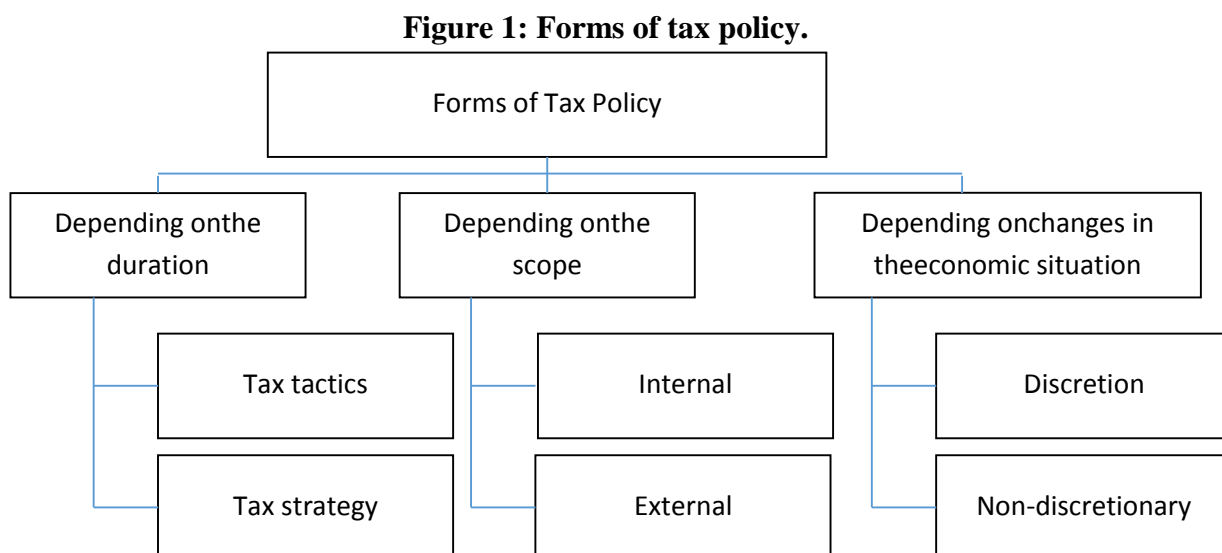 Figure 1: Forms of tax policy.
Forms of Tax Policy
Depending onthe
duration
Depending onthe
scope
Depending onchanges in
theeconomic situation
Tax tactics
Internal
Discretion
Tax strategy
External
Non-discretionary